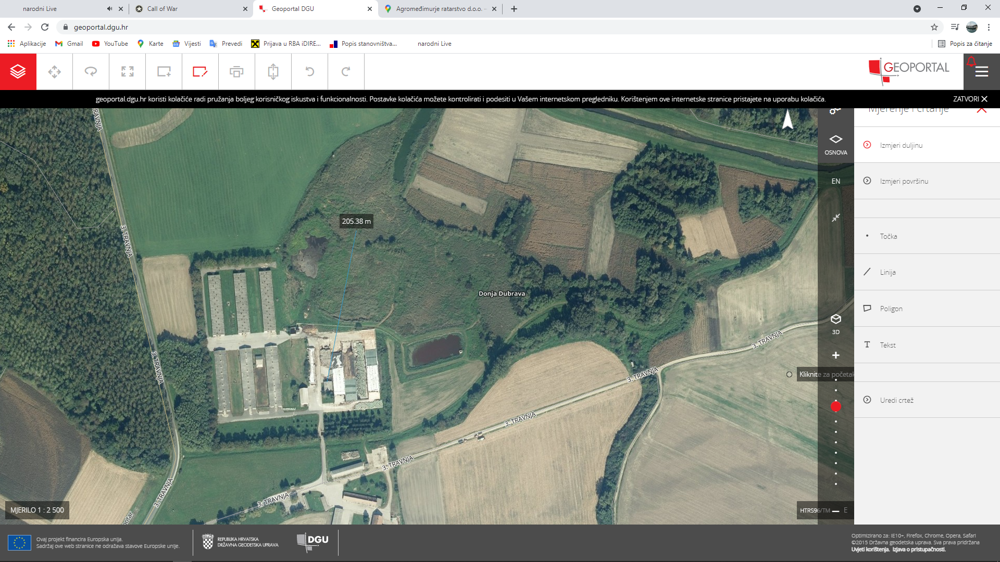 narodni Live
Call of War
Geoportal DGU
Agromeđimurje ratarstvo d.o.o. –
geoportal.dgu.hr
Aplikacije
Gmail
YouTube
Karte
Vijesti
Prevedi
Prijava u RBA iDIRE...
Popis stanovništva...
narodni Live
Popis za čitanje
GEOPORTAL
geoportal.dgu.hr koristi kolačiće radi pružanja boljeg korisničkog iskustva i funkcionalnosti. Postavke kolačića možete kontrolirati i podesiti u Vašem internetskom pregledniku. Korištenjem ove internetske stranice pristajete na uporabu kolačića.
ZATVORI
Mjerenje i crtanje
OSNOVA
EN
3D
Izmjeri duljinu
Izmjeri površinu
Točka
Linija
Poligon
Tekst
Uredi crtež
3. TRAVNJA
205.38 m
3. TRAVNJA
Donja Dubrava
3. TRAVNJA
3. TRAVNJA
3. TRAVNJA
Kliknite za početak
3. TRAVNJA
3. TRAVNJA
3. TRAVNJA
3. TRAVNJA
MJERILO 1 : 2 500
HTRS96/TM
E
Ovaj projekt financira Europska unija.
Sadržaj ove web stranice ne odražava stavove Europske unije.
REPUBLIKA HRVATSKA
DRŽAVNA GEODETSKA UPRAVA
DGU
Optimizirano za: IE10+, Firefox, Chrome, Opera, Safari
©2015 Državna geodetska uprava. Sva prava pridržana
Uvjeti korištenja. Izjava o pristupačnosti.